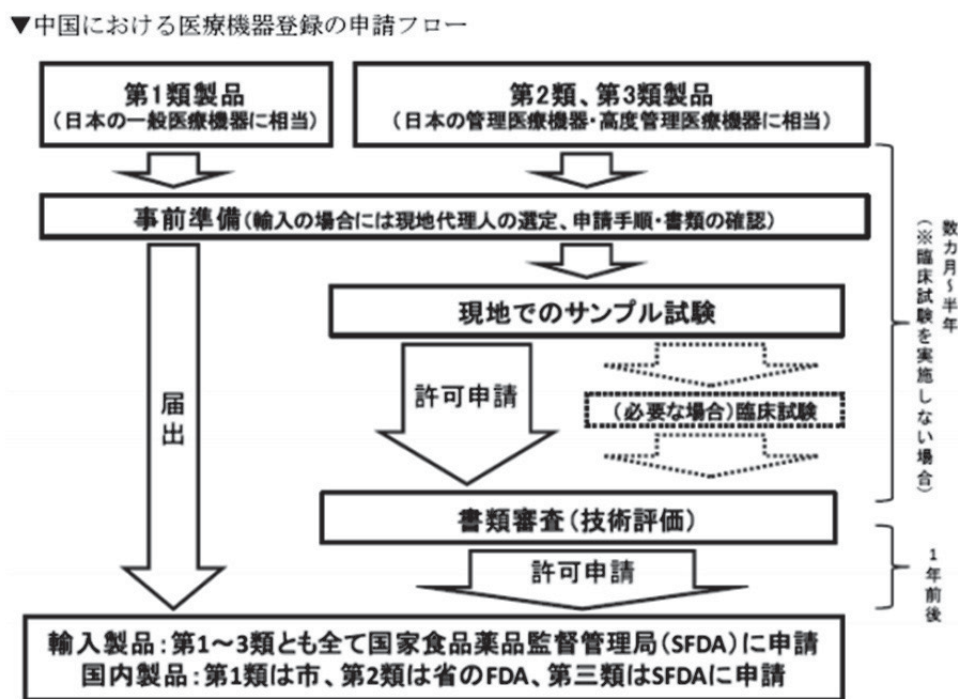 ▼中国における医療機器登録の申請フロー
第1類製品
(日本の一般医療機器に相当)
第2類、第3類製品
(日本の管理医療機器・高度管理医療機器に相当)
事前準備(輸入の場合には現地代理人の選定、申請手順・書類の確認)
現地でのサンプル試験
届出
許可申請
(必要な場合)臨床試験
書類審査(技術評価)
許可申請
数カ月~半年
(※臨床試験を実施しない場合)
1年前後
輸入製品:第1~3類とも全て国家食品薬品監督管理局(SFDA)に申請
国内製品:第1類は市、第2類は省のFDA、第三類はSFDAに申請